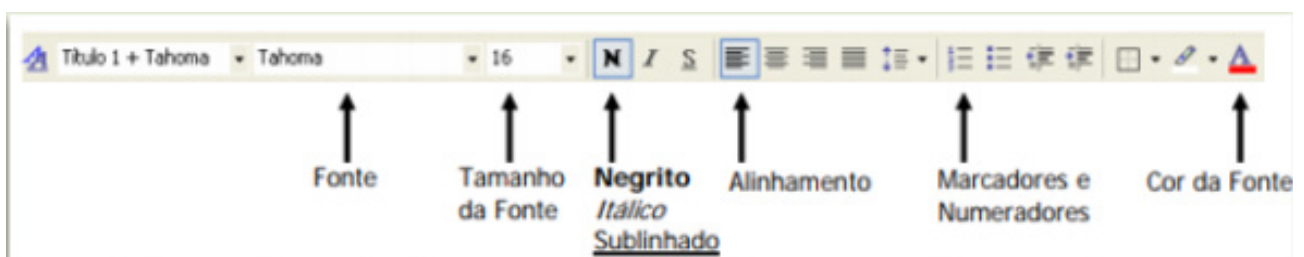 Título 1 + Tahoma Tahoma 16 N I S
Fonte Tamanho Negrito Alinhamento Marcadores e Cor da Fonte
da Fonte Itálico Numeradores
Sublinhado